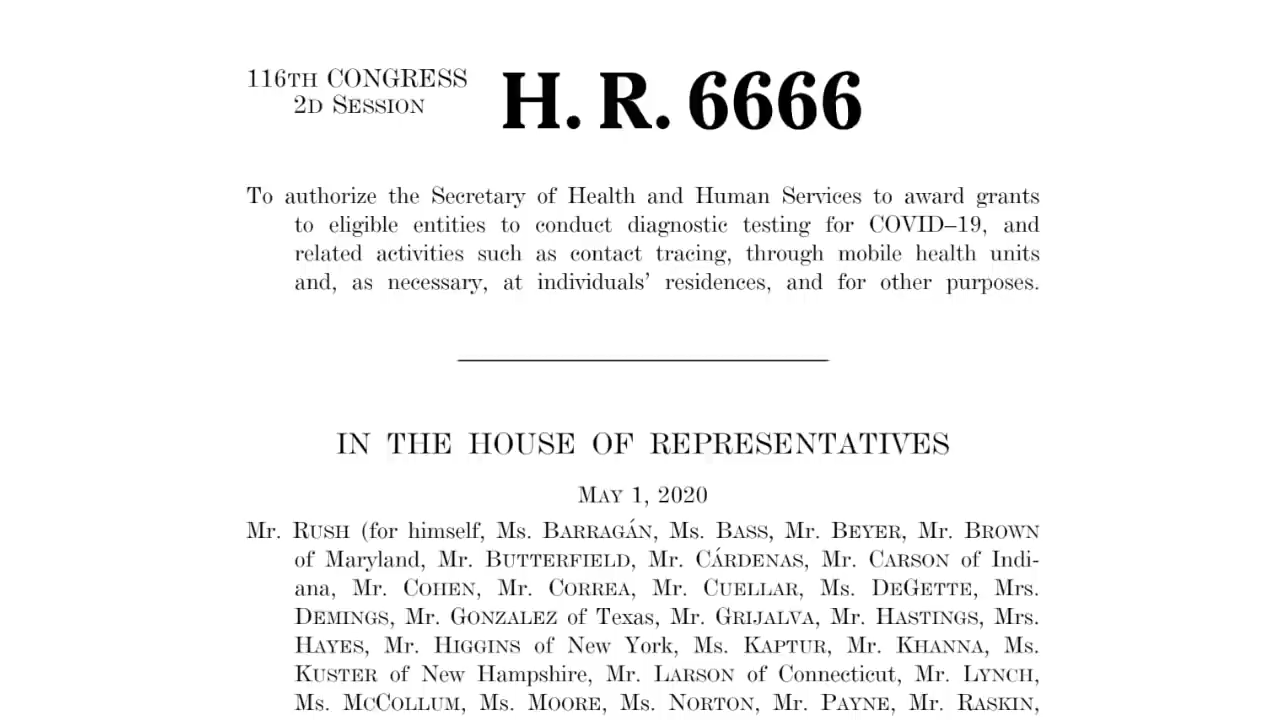 116TH CONGRESS
2D SESSION
H. R. 6666
To authorize the Secretary of Health and Human Services to award grants
to eligible entities to conduct diagnostic testing for COVID–19, and
related activities such as contact tracing, through mobile health units
and, as necessary, at individuals’ residences, and for other purposes.
IN THE HOUSE OF REPRESENTATIVES
MAY 1, 2020
Mr. RUSH (for himself, Ms. BARRAGÁN, Ms. BASS, Mr. BEYER, Mr. BROWN
of Maryland, Mr. BUTTERFIELD, Mr. CÁRDENAS, Mr. CARSON of Indi-
ana, Mr. COHEN, Mr. CORREA, Mr. CUELLAR, Ms. DEGETTE, Mrs.
DEMINGS, Mr. GONZALEZ of Texas, Mr. GRIJALVA, Mr. HASTINGS, Mrs.
HAYES, Mr. HIGGINS of New York, Ms. KAPTUR, Mr. KHANNA, Ms.
KUSTER of New Hampshire, Mr. LARSON of Connecticut, Mr. LYNCH,
Ms. MCCOLLUM, Ms. MOORE, Ms. NORTON, Mr. PAYNE, Mr. RASKIN,